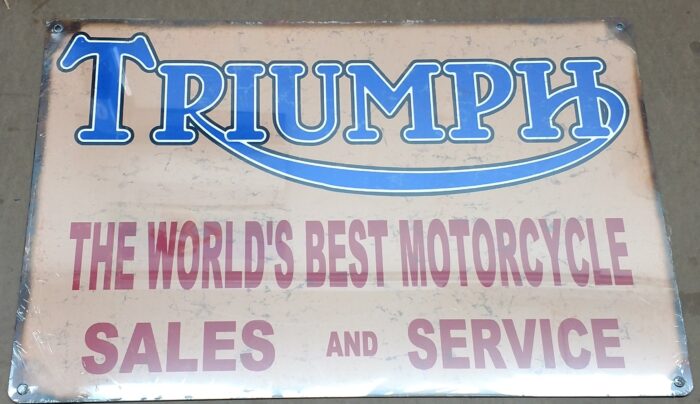 TRIUMPH
THE WORLD'S BEST MOTORCYCLE
SALES AND SERVICE